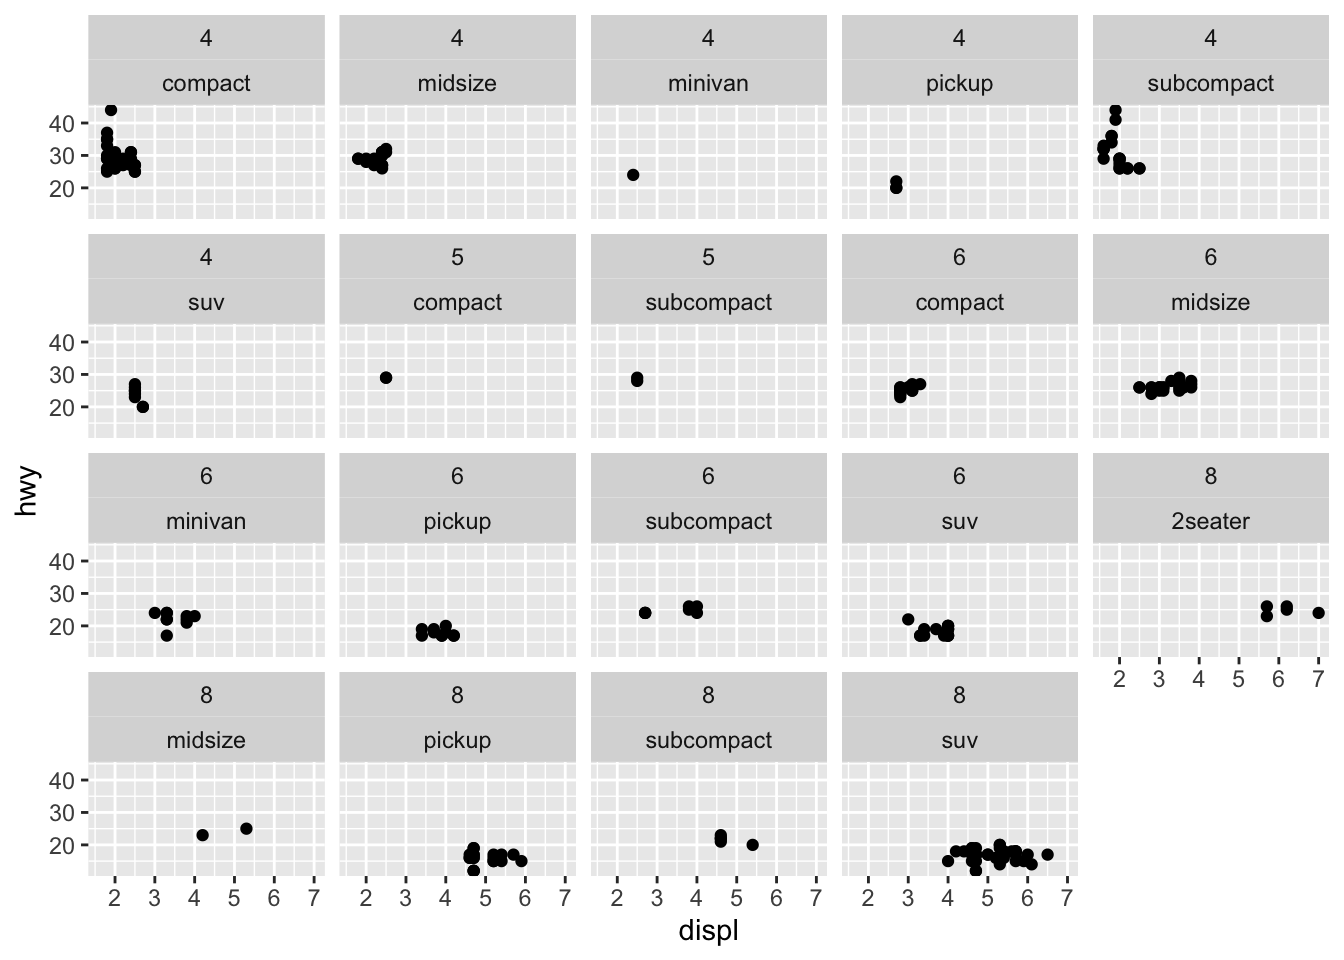 4 4 4 4 4
compact midsize minivan pickup subcompact
40
30
20
4 5 5 6 6
suv compact subcompact compact midsize
40
30
20
6 6 6 6 8
minivan pickup subcompact suv 2seater
40
30
20
2 3 4 5 6 7
8 8 8 8
midsize pickup subcompact suv
40
30
20
2 3 4 5 6 7 2 3 4 5 6 7 2 3 4 5 6 7 2 3 4 5 6 7
displ
hwy